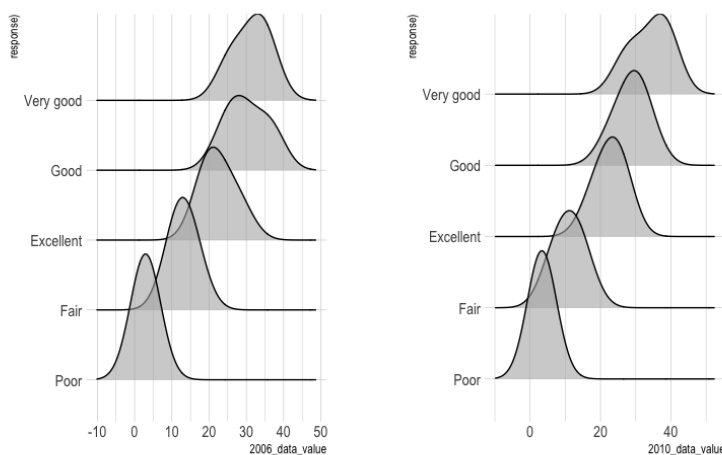 response)
Very good
Good
Excellent
Fair
Poor
-10 0 10 20 30 40 50
2006_data_value
response)
Very good
Good
Excellent
Fair
Poor
0 20 40
2010_data_value